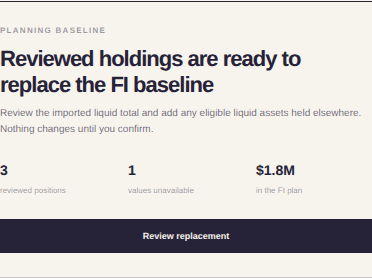 PLANNING BASELINE
Reviewed holdings are ready to
replace the FI baseline
Review the imported liquid total and add any eligible liquid assets held elsewhere.
Nothing changes until you confirm.
3 1 $1.8M
reviewed positions values unavailable in the FI plan
Review replacement